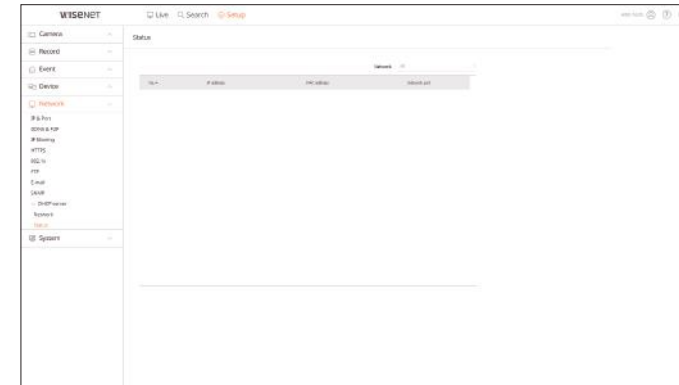 WISENET
Live Search Setup
Camera
Status
Record
Event
Network All
Device
No. IP address MAC address Network port
Network
IP & Port
DDNS & P2P
IP filtering
HTTPS
802.1x
FTP
E-mail
SNMP
DHCP server
Network
Status
System